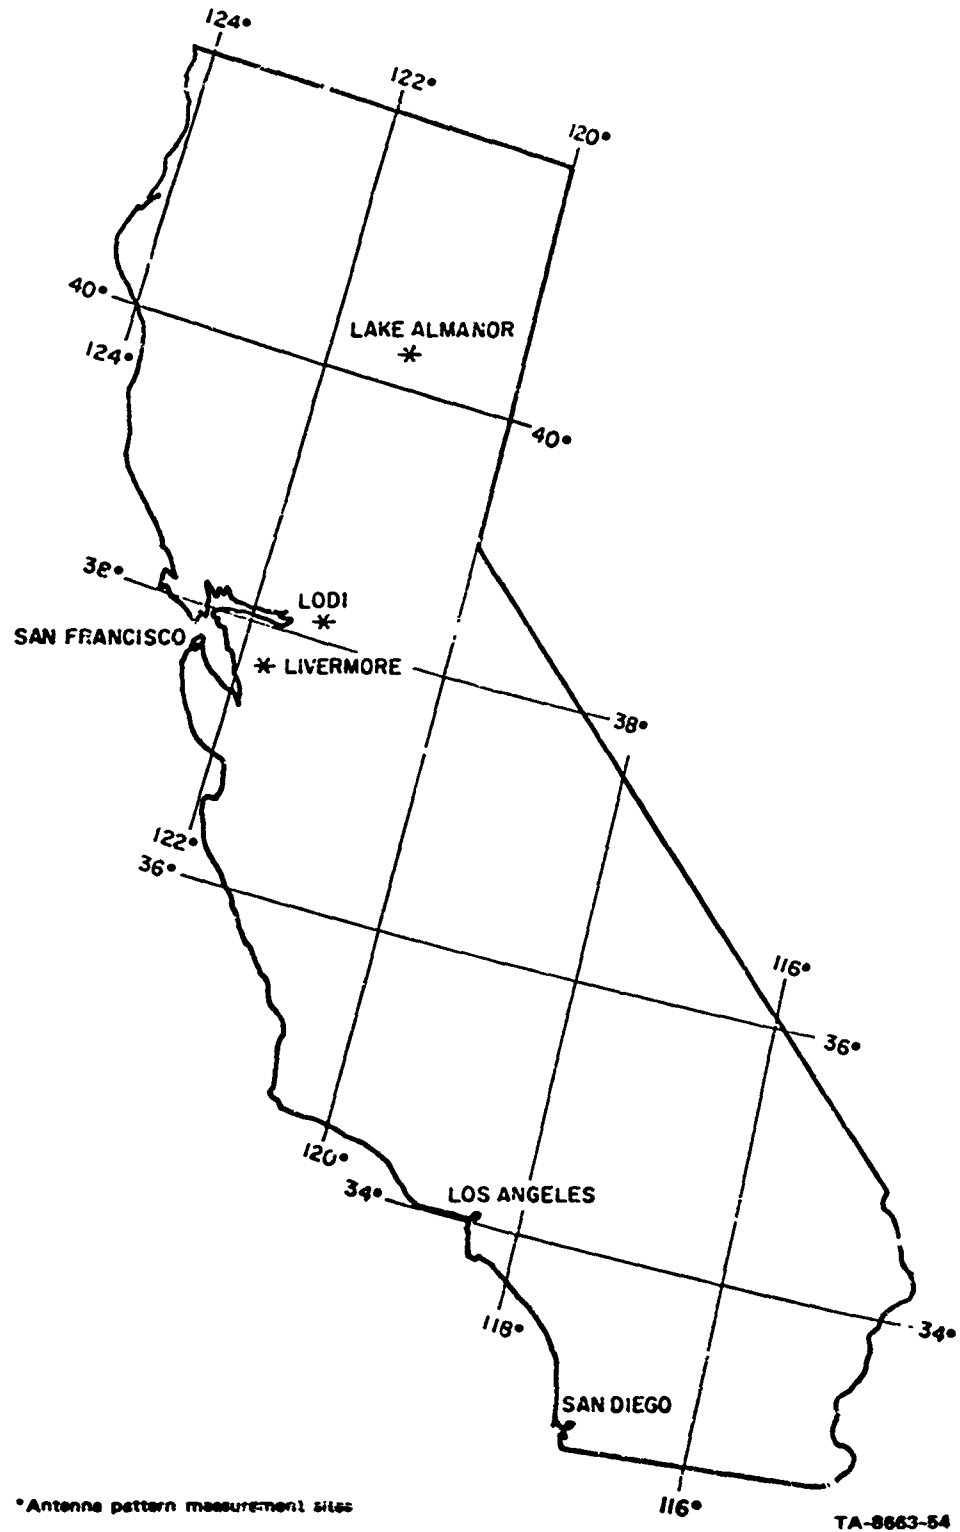 124°
122°
120°
40°
LAKE ALMANOR
*
124°
40°
38°
LODI
*
SAN FRANCISCO
* LIVERMORE
38°
122°
36°
116°
36°
120°
34°
LOS ANGELES
118°
34°
SAN DIEGO
116°
*Antenna pattern measurement sites
TA-8663-54